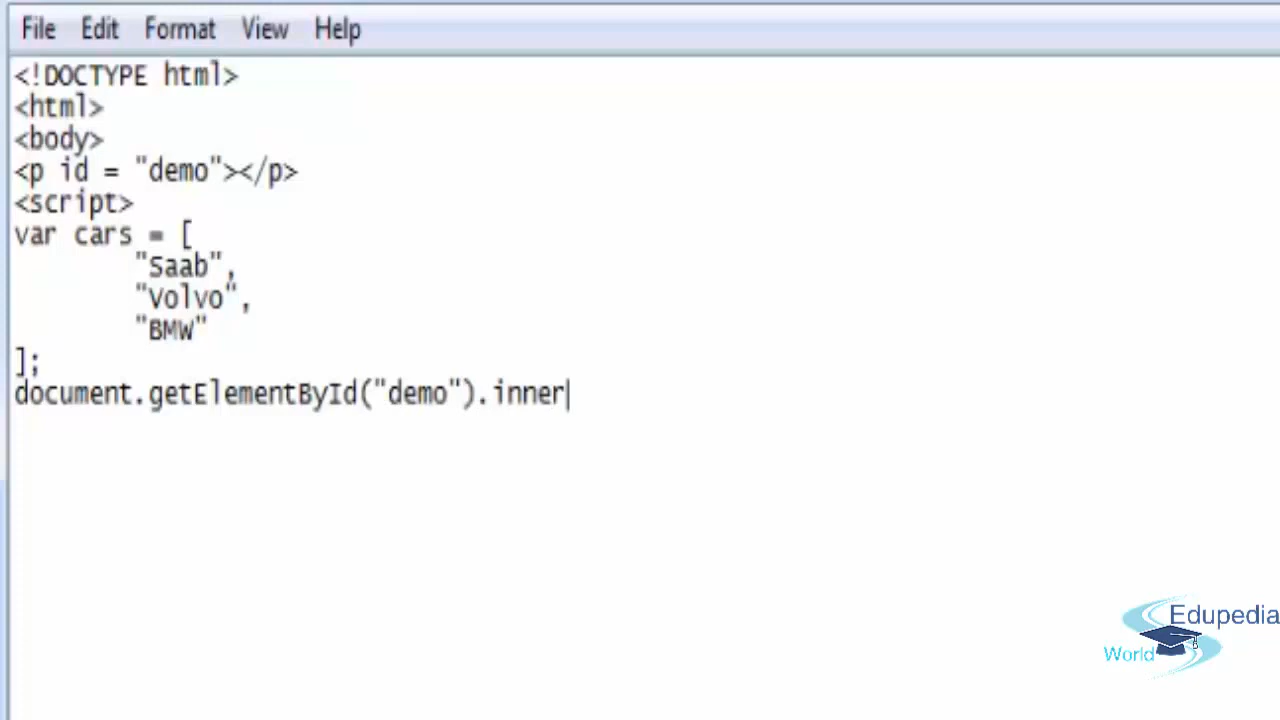 File Edit Format View Help
<!DOCTYPE html>
<html>
<body>
<p id = "demo"></p>
<script>
var cars = [
"Saab",
"Volvo",
"BMW"
];
document.getElementById("demo").inner
Edupedia
World